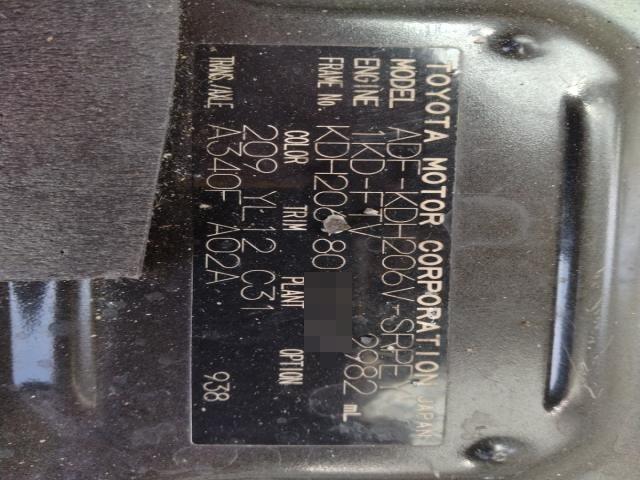 TOYOTA MOTOR CORPORATION JAPAN
MODEL ADF-KDH206V-SRPEY
ENGINE 1KD-FTV 2982 mL
FRAME No. KDH206 80
COLOR TRIM PLANT OPTION
209 YL12 C31
TRANS./AXLE A340F A02A 938.